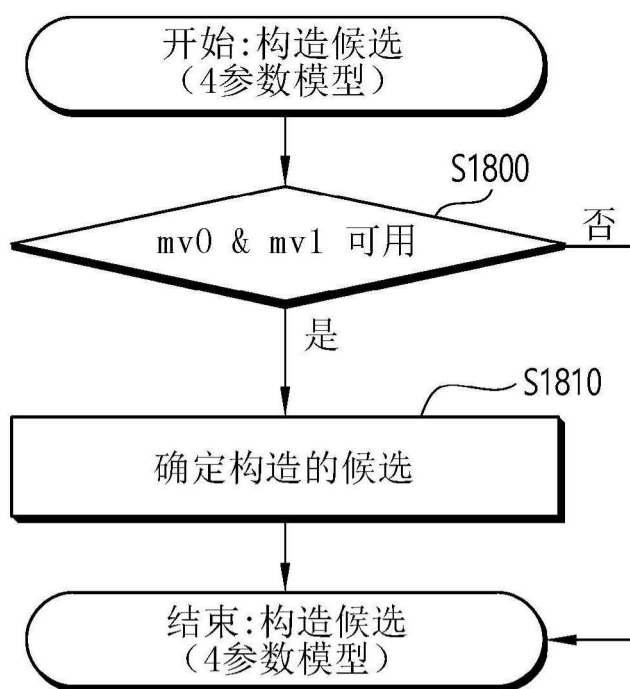 开始:构造候选
（4参数模型）
S1800
mv0 & mv1 可用
否
是
S1810
确定构造的候选
结束:构造候选
（4参数模型）